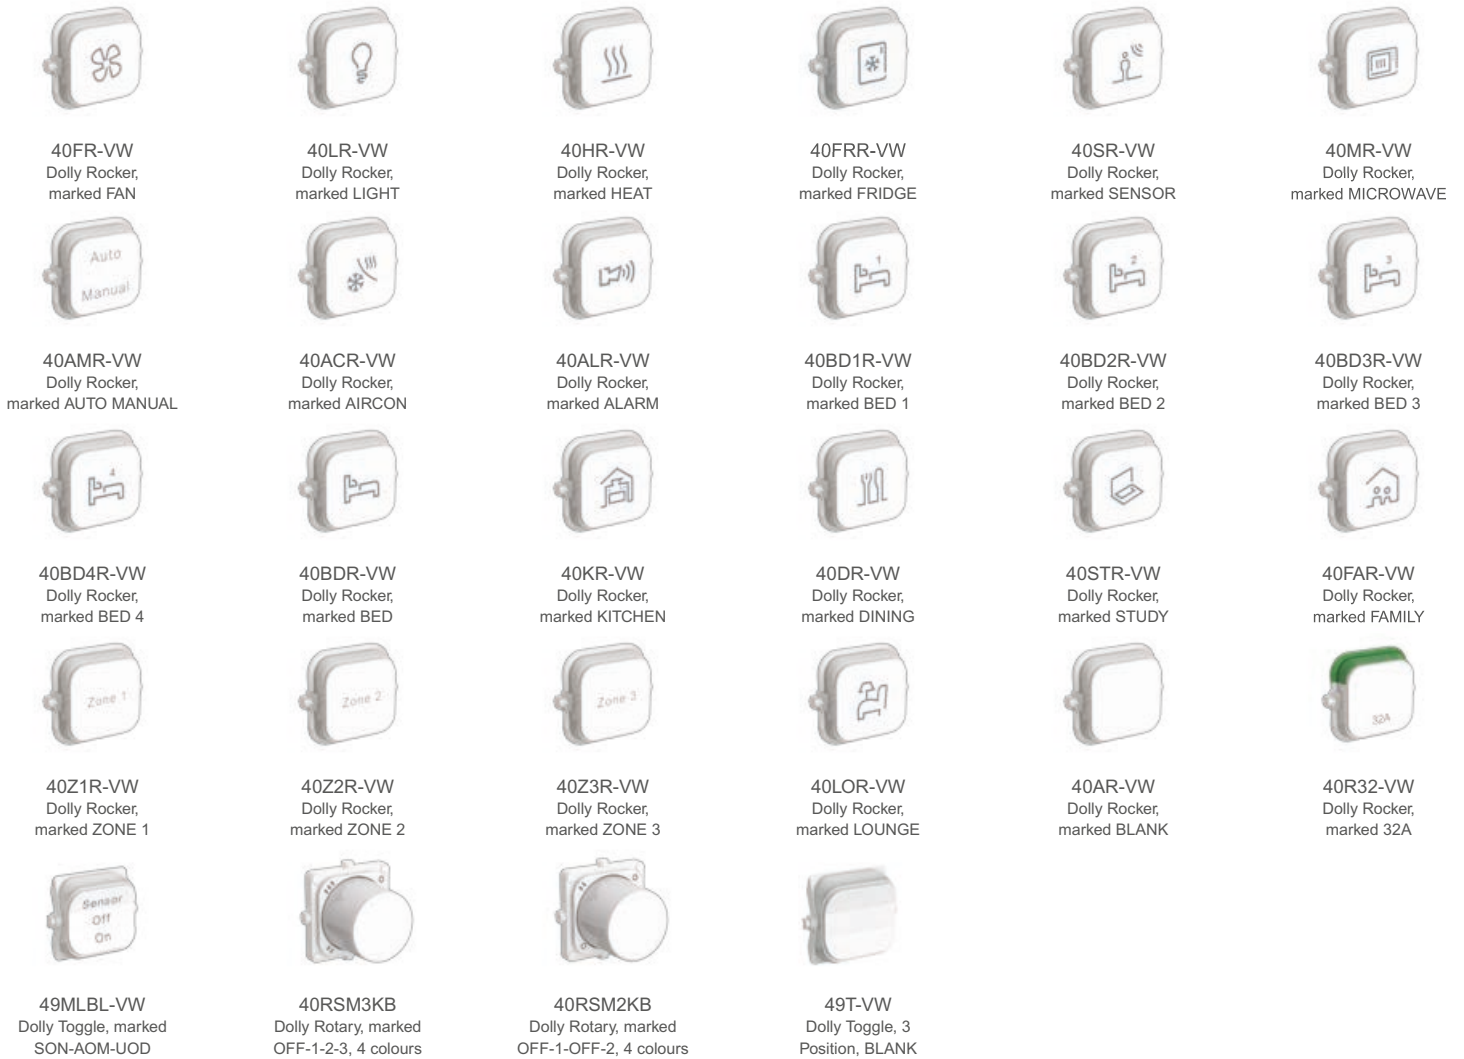 40FR-VW
Dolly Rocker,
marked FAN
40LR-VW
Dolly Rocker,
marked LIGHT
40HR-VW
Dolly Rocker,
marked HEAT
40FRR-VW
Dolly Rocker,
marked FRIDGE
40SR-VW
Dolly Rocker,
marked SENSOR
40MR-VW
Dolly Rocker,
marked MICROWAVE
Auto
Manual
40AMR-VW
Dolly Rocker,
marked AUTO MANUAL
40ACR-VW
Dolly Rocker,
marked AIRCON
40ALR-VW
Dolly Rocker,
marked ALARM
1
40BD1R-VW
Dolly Rocker,
marked BED 1
2
40BD2R-VW
Dolly Rocker,
marked BED 2
3
40BD3R-VW
Dolly Rocker,
marked BED 3
4
40BD4R-VW
Dolly Rocker,
marked BED 4
40BDR-VW
Dolly Rocker,
marked BED
40KR-VW
Dolly Rocker,
marked KITCHEN
40DR-VW
Dolly Rocker,
marked DINING
40STR-VW
Dolly Rocker,
marked STUDY
40FAR-VW
Dolly Rocker,
marked FAMILY
Zone 1
40Z1R-VW
Dolly Rocker,
marked ZONE 1
Zone 2
40Z2R-VW
Dolly Rocker,
marked ZONE 2
Zone 3
40Z3R-VW
Dolly Rocker,
marked ZONE 3
40LOR-VW
Dolly Rocker,
marked LOUNGE
40AR-VW
Dolly Rocker,
marked BLANK
32A
40R32-VW
Dolly Rocker,
marked 32A
Sensor
Off
On
49MLBL-VW
Dolly Toggle, marked
SON-AOM-UOD
40RSM3KB
Dolly Rotary, marked
OFF-1-2-3, 4 colours
40RSM2KB
Dolly Rotary, marked
OFF-1-OFF-2, 4 colours
49T-VW
Dolly Toggle, 3
Position, BLANK